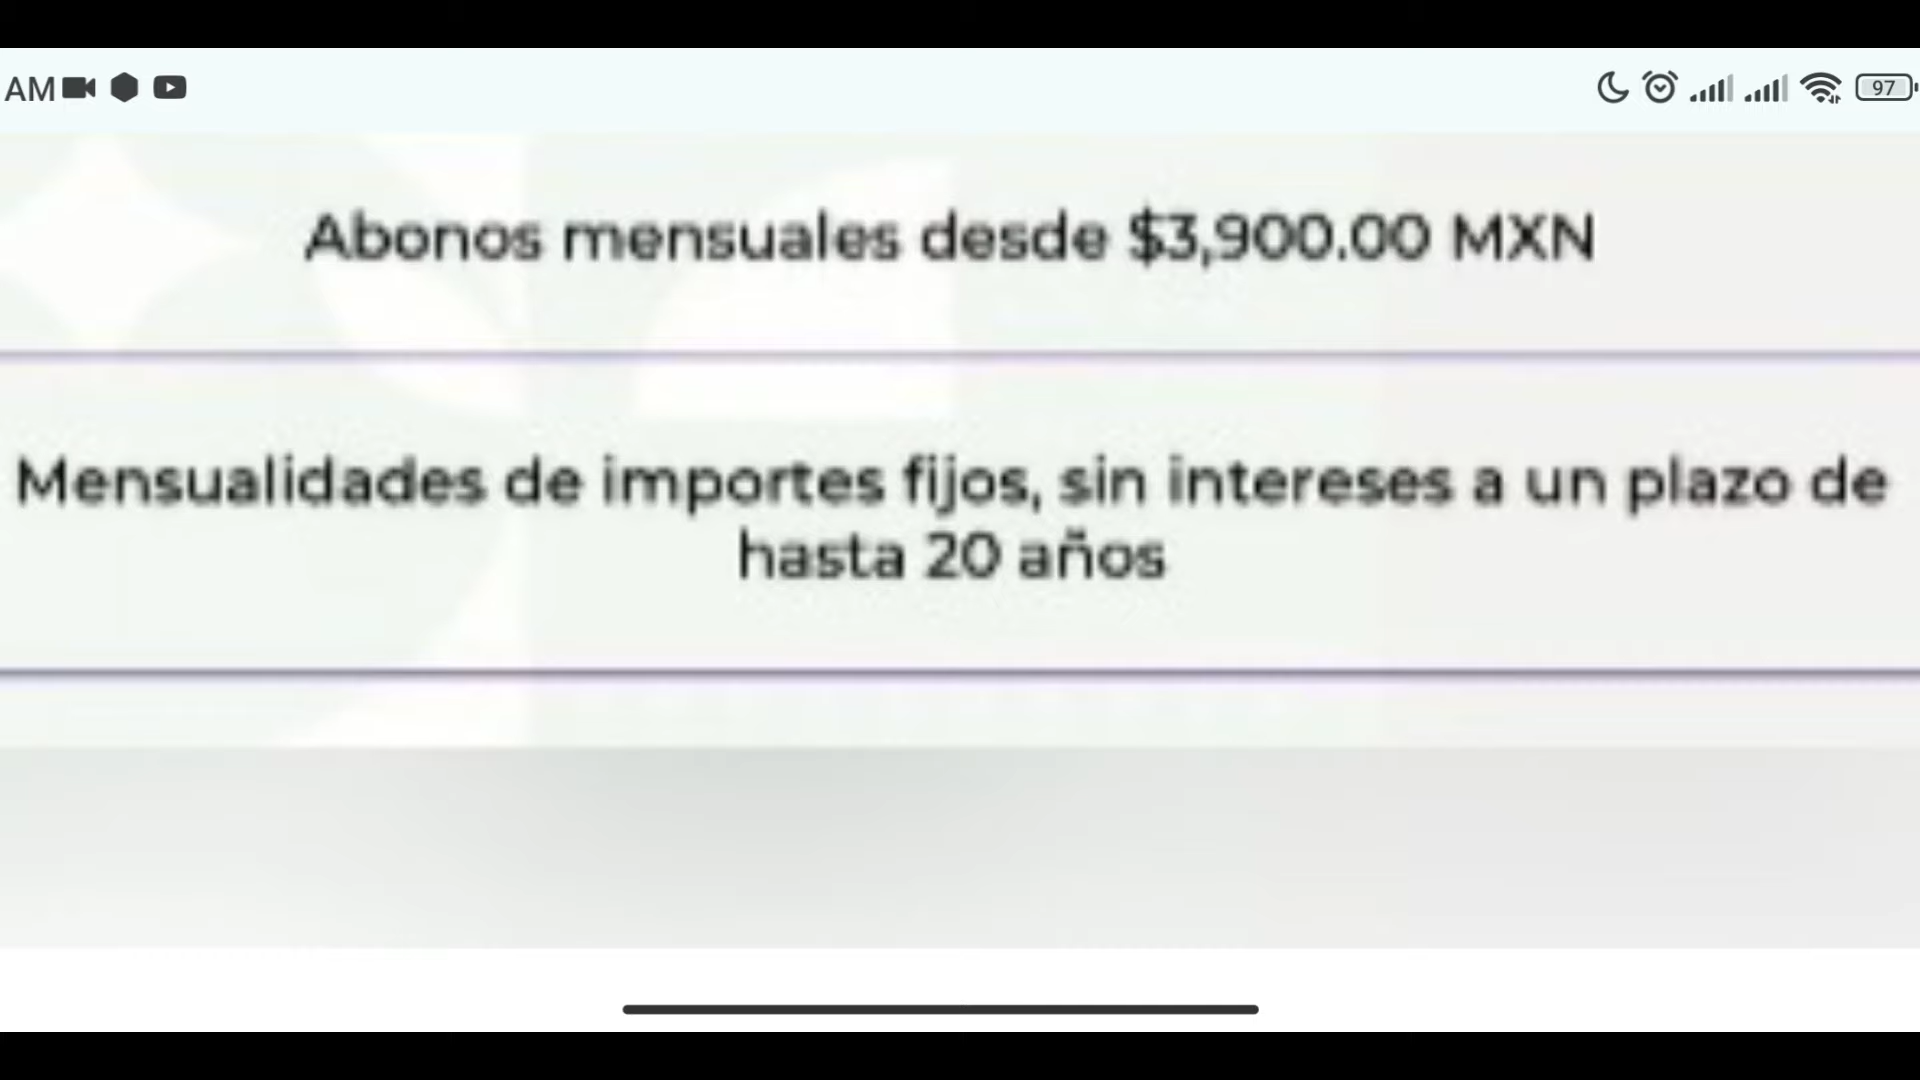 AM
97
Abonos mensuales desde $3,900.00 MXN
Mensualidades de importes fijos, sin intereses a un plazo de
hasta 20 años